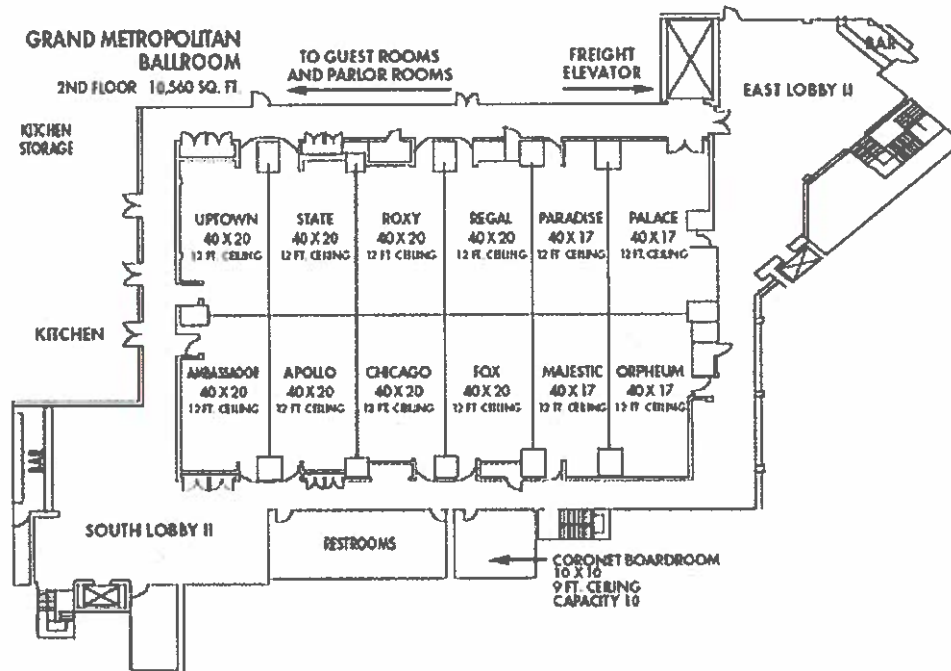 GRAND METROPOLITAN
BALLROOM
2ND FLOOR 10,560 SQ. FT.
TO GUEST ROOMS
AND PARLOR ROOMS
FREIGHT
ELEVATOR
BAR
EAST LOBBY II
KITCHEN
STORAGE
UPTOWN
40 X 20
12 FT. CEILING
STATE
40 X 20
12 FT. CEILING
ROXY
40 X 20
12 FT. CEILING
REGAL
40 X 20
12 FT. CEILING
PARADISE
40 X 17
12 FT. CEILING
PALACE
40 X 17
12 FT. CEILING
KITCHEN
AMBASSADOR
40 X 20
12 FT. CEILING
APOLLO
40 X 20
12 FT. CEILING
CHICAGO
40 X 20
12 FT. CEILING
FOX
40 X 20
12 FT. CEILING
MAJESTIC
40 X 17
12 FT. CEILING
ORPHEUM
40 X 17
12 FT. CEILING
BAR
SOUTH LOBBY II
RESTROOMS
CORONET BOARDROOM
10 X 10
9 FT. CEILING
CAPACITY 10